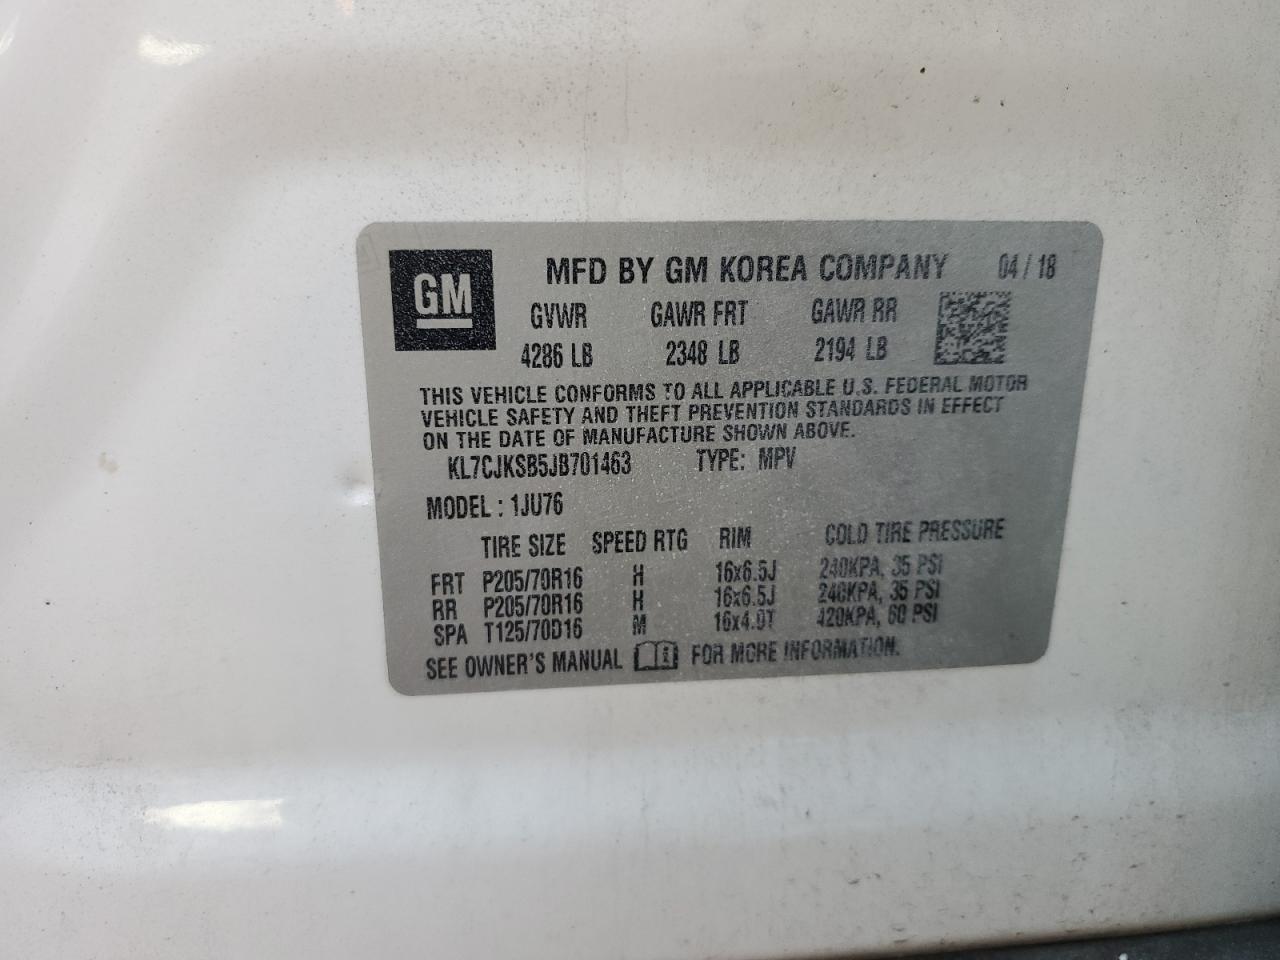 GM
MFD BY GM KOREA COMPANY 04/18
GVWR GAWR FRT GAWR RR
4286 LB 2348 LB 2194 LB
THIS VEHICLE CONFORMS TO ALL APPLICABLE U.S. FEDERAL MOTOR
VEHICLE SAFETY AND THEFT PREVENTION STANDARDS IN EFFECT
ON THE DATE OF MANUFACTURE SHOWN ABOVE.
KL7CJKSB5JB701463 TYPE: MPV
MODEL : 1JU76
TIRE SIZE SPEED RTG RIM COLD TIRE PRESSURE
FRT P205/70R16 H 16x6.5J 240KPA, 35 PSI
RR P205/70R16 H 16x6.5J 240KPA, 35 PSI
SPA T125/70D16 M 16x4.0T 420KPA, 60 PSI
SEE OWNER'S MANUAL FOR MORE INFORMATION.